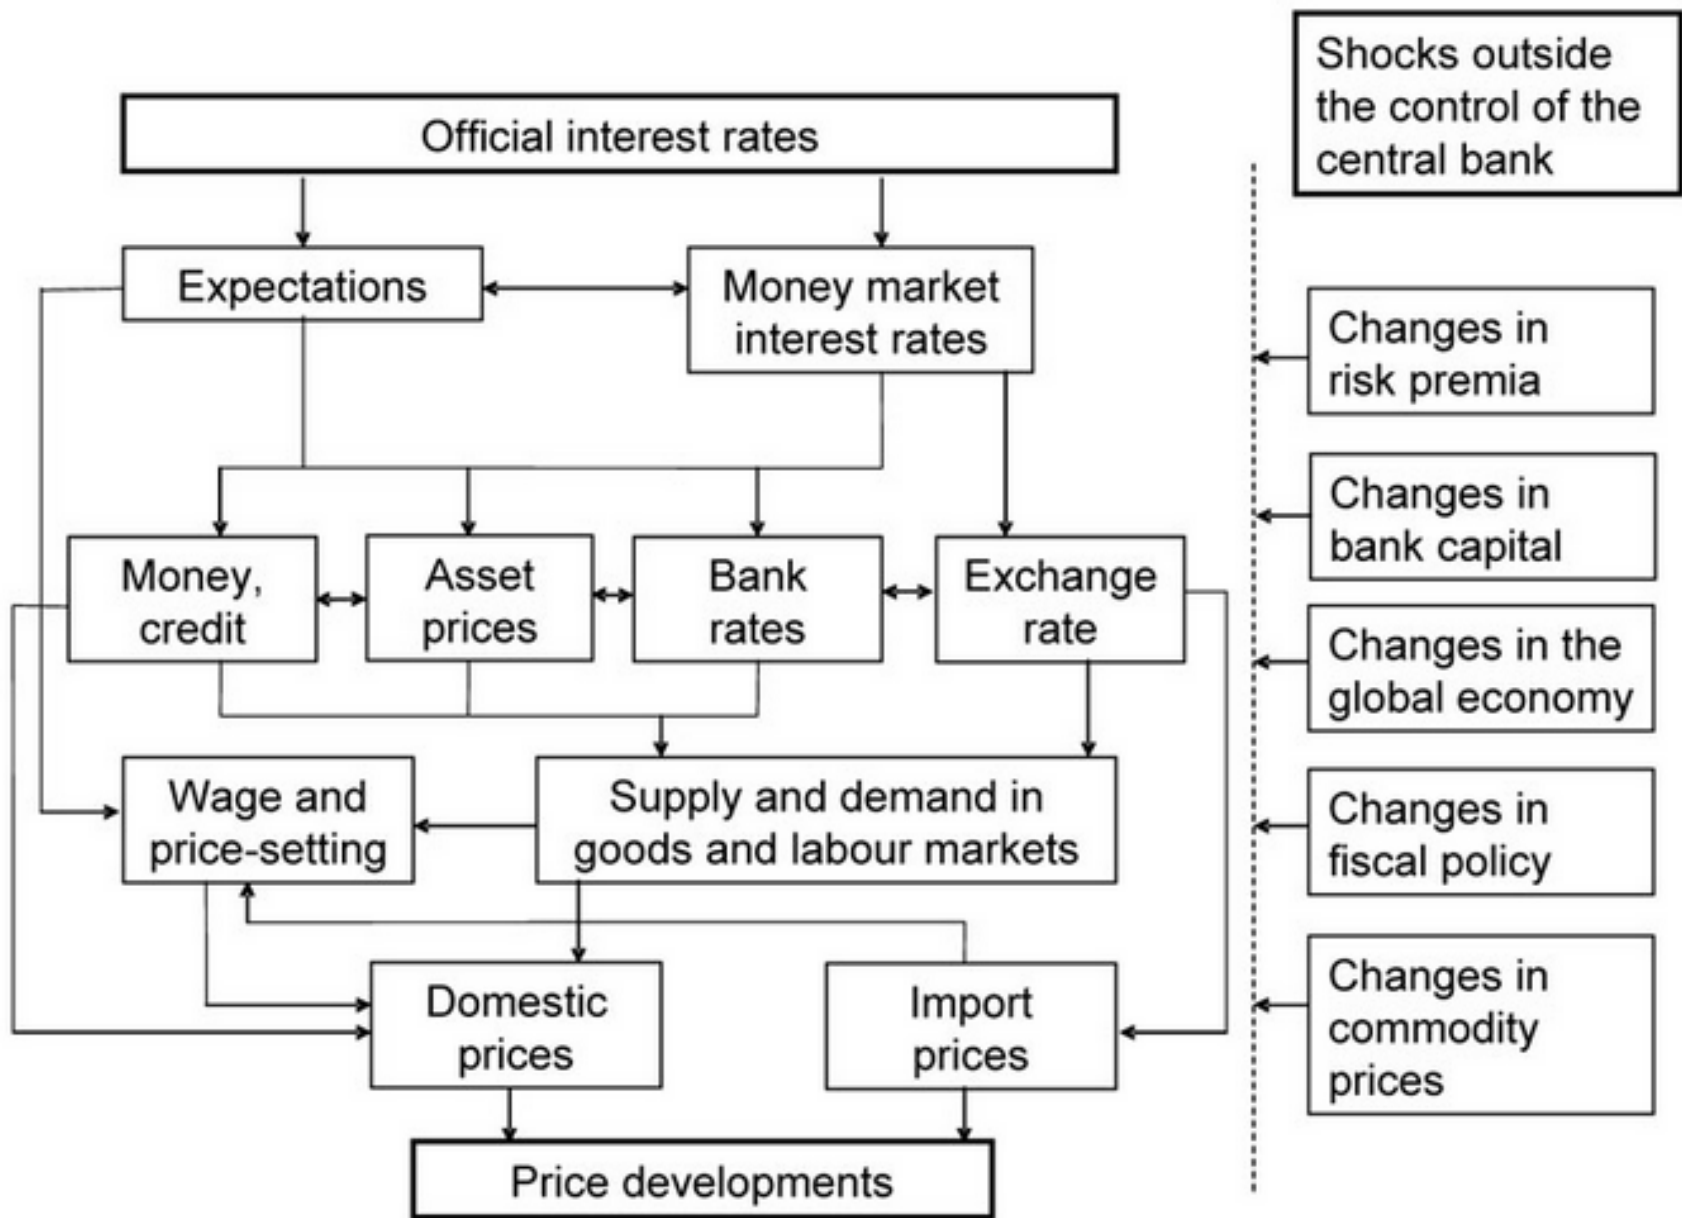 Shocks outside
the control of the
central bank
Official interest rates
Expectations
Money market
interest rates
Changes in
risk premia
Changes in
bank capital
Money,
credit
Asset
prices
Bank
rates
Exchange
rate
Changes in the
global economy
Wage and
price-setting
Supply and demand in
goods and labour markets
Changes in
fiscal policy
Domestic
prices
Import
prices
Changes in
commodity
prices
Price developments